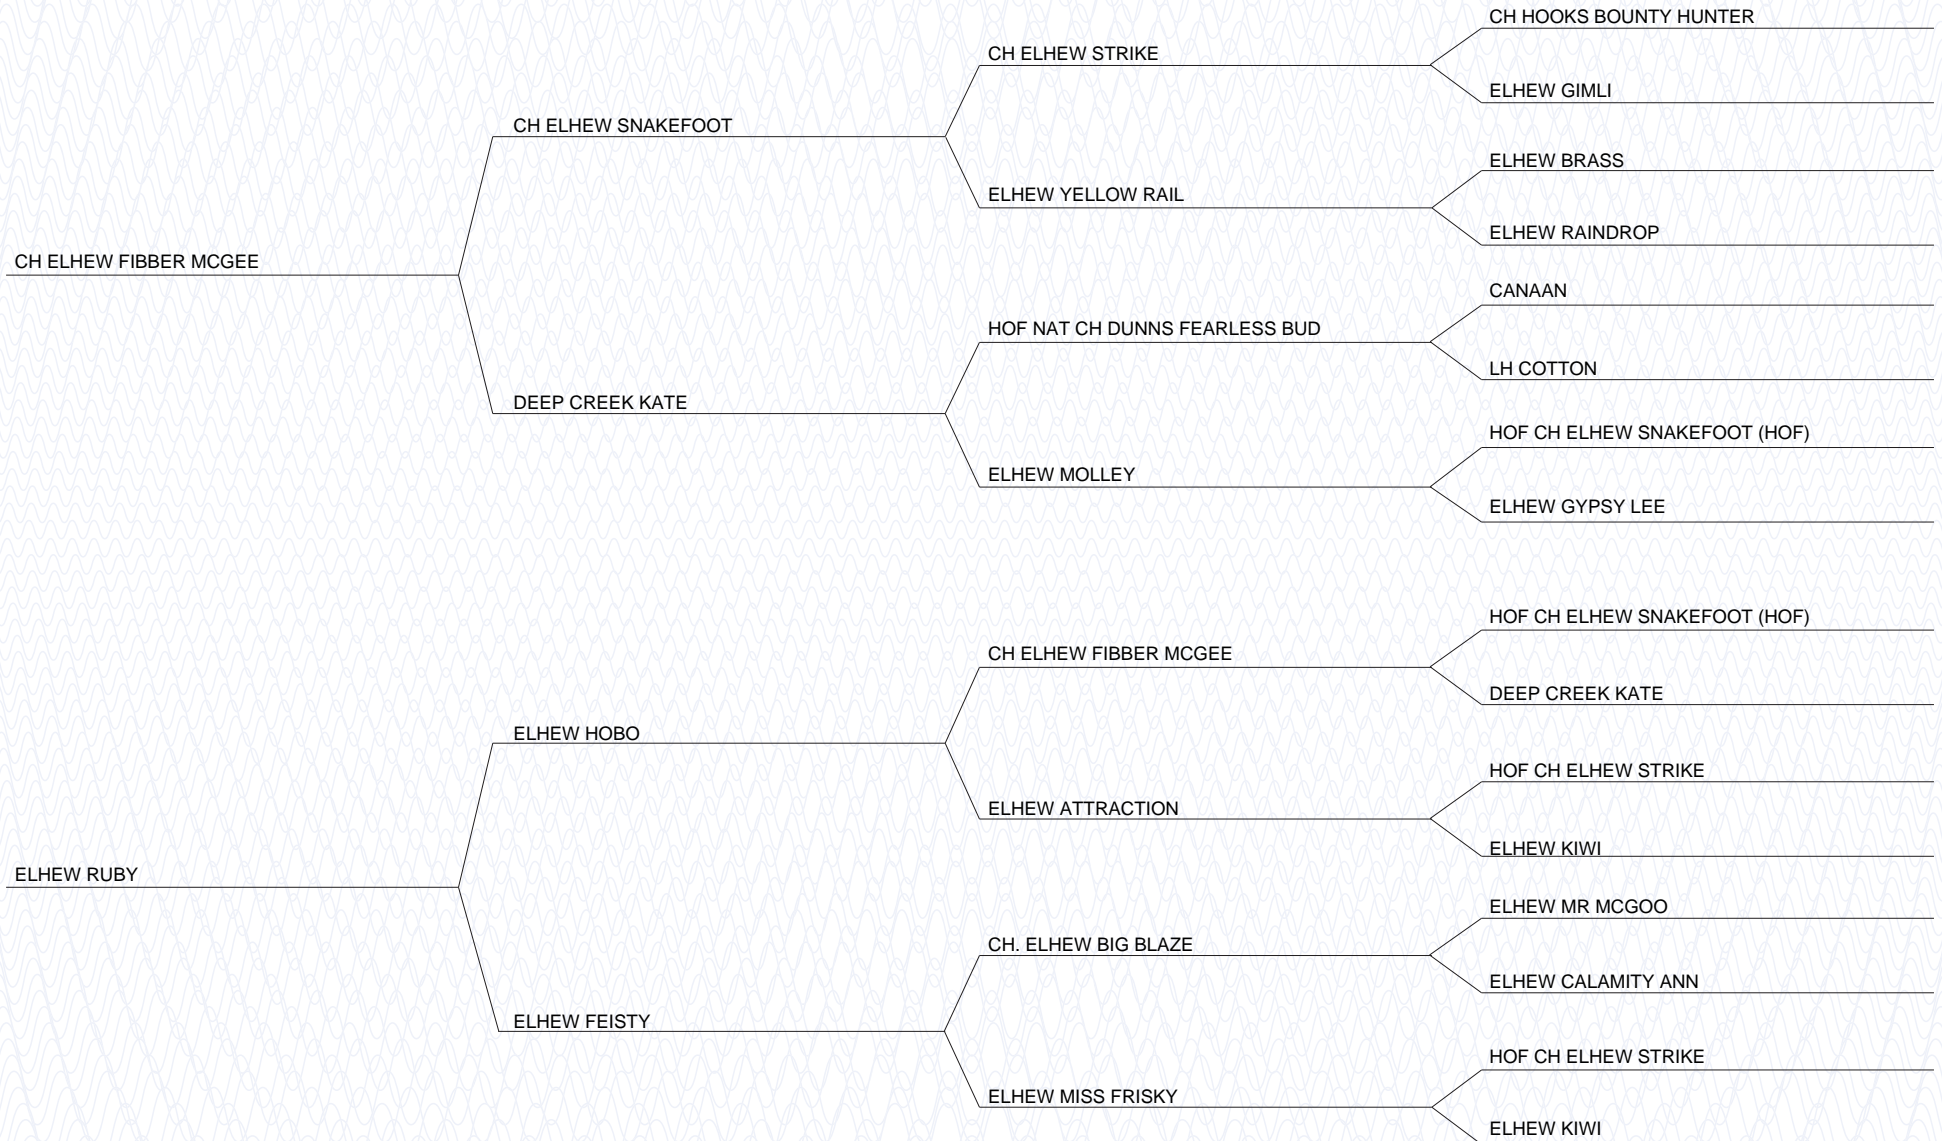 CH HOOKS BOUNTY HUNTER
CH ELHEW STRIKE
ELHEW GIMLI
CH ELHEW SNAKEFOOT
ELHEW BRASS
ELHEW YELLOW RAIL
ELHEW RAINDROP
CH ELHEW FIBBER MCGEE
CANAAN
HOF NAT CH DUNNS FEARLESS BUD
LH COTTON
DEEP CREEK KATE
HOF CH ELHEW SNAKEFOOT (HOF)
ELHEW MOLLEY
ELHEW GYPSY LEE
HOF CH ELHEW SNAKEFOOT (HOF)
CH ELHEW FIBBER MCGEE
DEEP CREEK KATE
ELHEW HOBO
HOF CH ELHEW STRIKE
ELHEW ATTRACTION
ELHEW KIWI
ELHEW RUBY
ELHEW MR MCGOO
CH. ELHEW BIG BLAZE
ELHEW CALAMITY ANN
ELHEW FEISTY
HOF CH ELHEW STRIKE
ELHEW MISS FRISKY
ELHEW KIWI